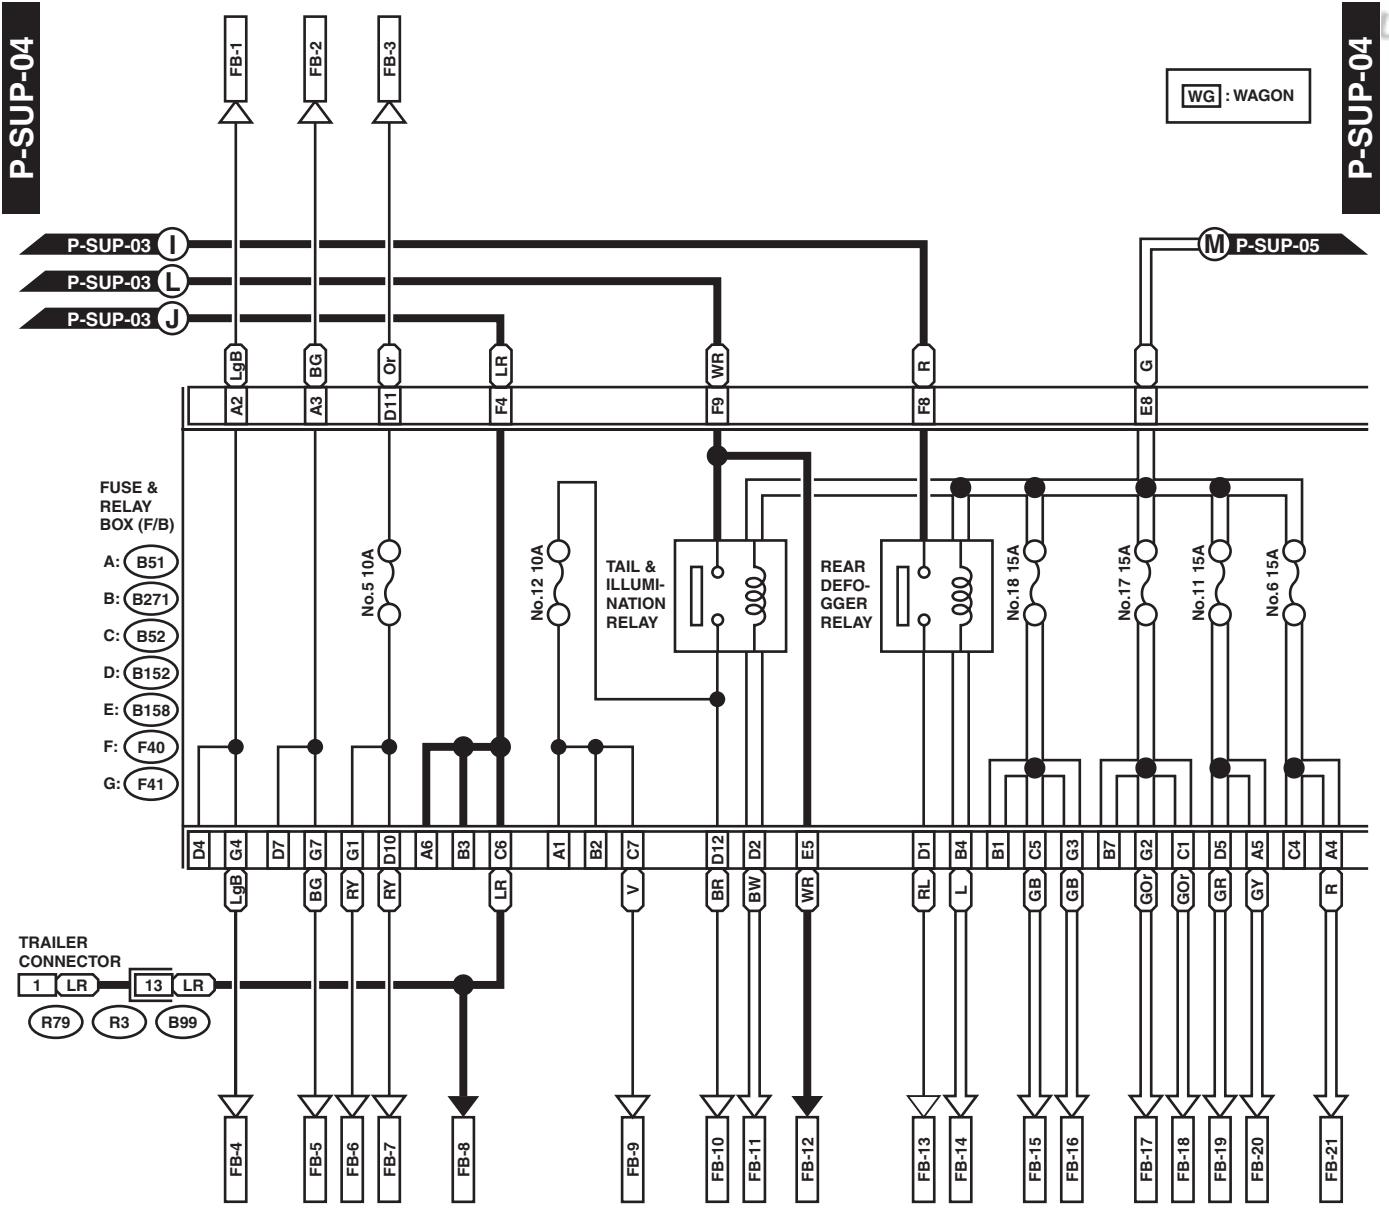 P-SUP-04
P-SUP-04
FB-1
FB-2
FB-3
WG : WAGON
P-SUP-03 I
M P-SUP-05
P-SUP-03 L
P-SUP-03 J
LgB
BG
Or
LR
WR
R
G
A2
A3
D11
F4
F9
F8
E8
FUSE &
RELAY
BOX (F/B)
A: B51
B: B271
C: B52
D: B152
E: B158
F: F40
G: F41
No.5 10A
No.12 10A
TAIL &
ILLUMI-
NATION
RELAY
REAR
DEFO-
GGER
RELAY
No.18 15A
No.17 15A
No.11 15A
No.6 15A
D4
G4
D7
G7
G1
D10
A6
B3
C6
A1
B2
C7
D12
D2
E5
D1
B4
B1
C5
G3
B7
G2
C1
D5
A5
C4
A4
LgB
BG
RY
RY
LR
V
BR
BW
WR
RL
L
GB
GB
GOr
GOr
GR
GY
R
TRAILER
CONNECTOR
1 LR 13 LR
R79 R3 B99
FB-4
FB-5
FB-6
FB-7
FB-8
FB-9
FB-10
FB-11
FB-12
FB-13
FB-14
FB-15
FB-16
FB-17
FB-18
FB-19
FB-20
FB-21